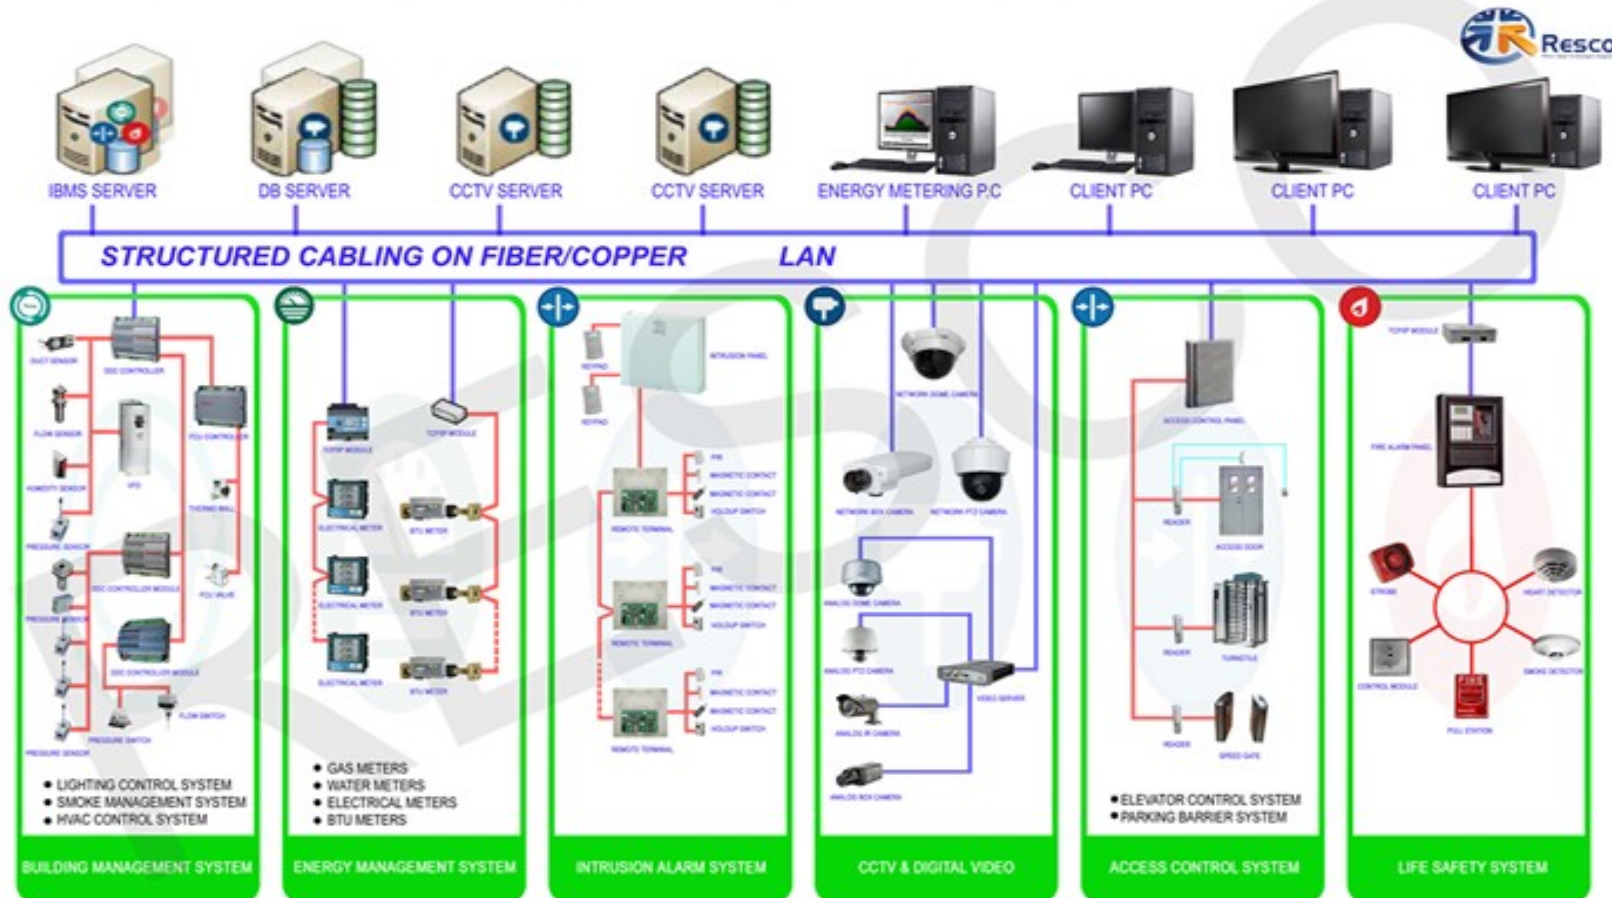 Resco
IBMS SERVER
DB SERVER
CCTV SERVER
CCTV SERVER
ENERGY METERING P.C
CLIENT PC
CLIENT PC
CLIENT PC
STRUCTURED CABLING ON FIBER/COPPER LAN
DUCT SENSOR
DDC CONTROLLER
FLOW SENSOR
FCU CONTROLLER
HUMIDITY SENSOR
VFD
PRESSURE SENSOR
DDC CONTROLLER MODULE
FCU VALVE
PRESSURE SENSOR
DDC CONTROLLER MODULE
FLOW SWITCH
PRESSURE SWITCH
PRESSURE SENSOR
• LIGHTING CONTROL SYSTEM
• SMOKE MANAGEMENT SYSTEM
• HVAC CONTROL SYSTEM
BUILDING MANAGEMENT SYSTEM
TCP/IP MODULE
TCP/IP MODULE
ELECTRICAL METER
BTU METER
ELECTRICAL METER
BTU METER
ELECTRICAL METER
BTU METER
• GAS METERS
• WATER METERS
• ELECTRICAL METERS
• BTU METERS
ENERGY MANAGEMENT SYSTEM
KEYPAD
INTRUSION PANEL
KEYPAD
PIR
MAGNETIC CONTACT
MAGNETIC CONTACT
HOLDUP SWITCH
REMOTE TERMINAL
PIR
MAGNETIC CONTACT
MAGNETIC CONTACT
HOLDUP SWITCH
REMOTE TERMINAL
PIR
MAGNETIC CONTACT
MAGNETIC CONTACT
HOLDUP SWITCH
REMOTE TERMINAL
INTRUSION ALARM SYSTEM
NETWORK DOME CAMERA
NETWORK BOX CAMERA
NETWORK PTZ CAMERA
ANALOG DOME CAMERA
ANALOG PTZ CAMERA
VIDEO SERVER
ANALOG IR CAMERA
ANALOG BOX CAMERA
CCTV & DIGITAL VIDEO
ACCESS CONTROL PANEL
READER
ACCESS DOOR
READER
TURNSTILE
READER
SPEED GATE
• ELEVATOR CONTROL SYSTEM
• PARKING BARRIER SYSTEM
ACCESS CONTROL SYSTEM
TCP/IP MODULE
FIRE ALARM PANEL
STROBE
HEART DETECTOR
CONTROL MODULE
SMOKE DETECTOR
FIRE
PULL STATION
LIFE SAFETY SYSTEM
RESCO